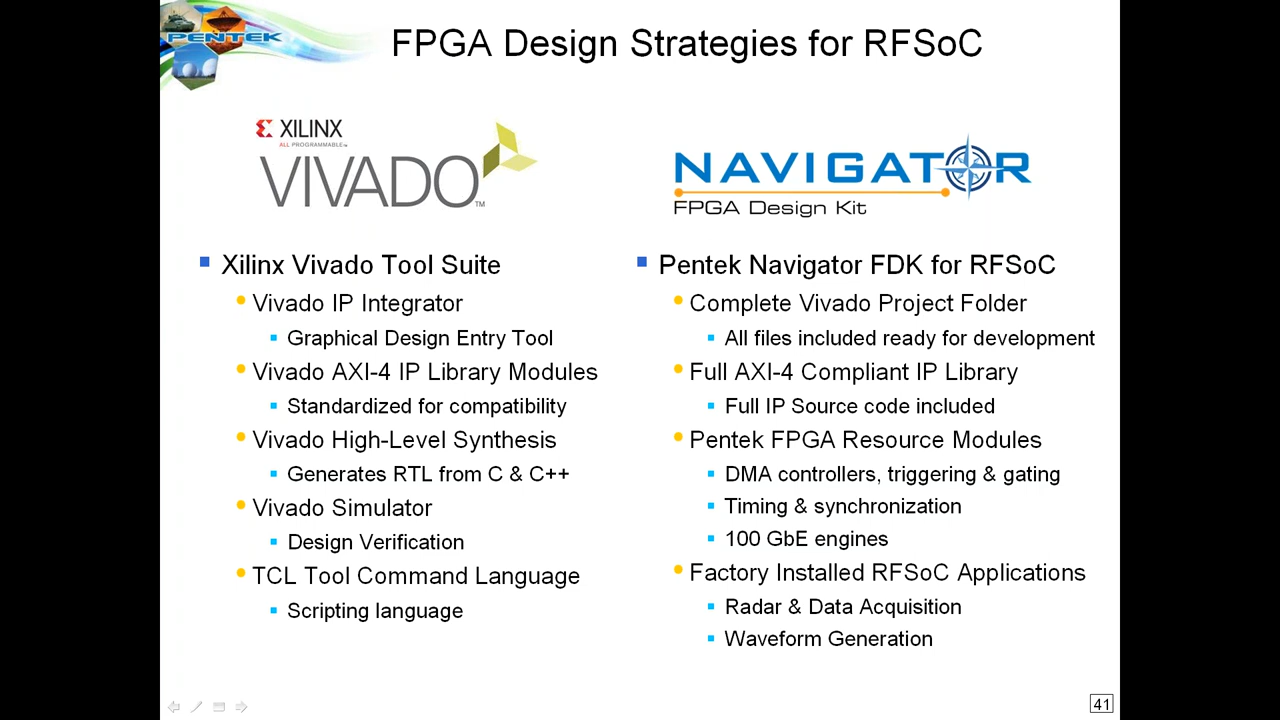 PENTEK
FPGA Design Strategies for RFSoC
XILINX
ALL PROGRAMMABLE™
VIVADO™
NAVIGATOR
FPGA Design Kit
Xilinx Vivado Tool Suite
Vivado IP Integrator
Graphical Design Entry Tool
Vivado AXI-4 IP Library Modules
Standardized for compatibility
Vivado High-Level Synthesis
Generates RTL from C & C++
Vivado Simulator
Design Verification
TCL Tool Command Language
Scripting language
Pentek Navigator FDK for RFSoC
Complete Vivado Project Folder
All files included ready for development
Full AXI-4 Compliant IP Library
Full IP Source code included
Pentek FPGA Resource Modules
DMA controllers, triggering & gating
Timing & synchronization
100 GbE engines
Factory Installed RFSoC Applications
Radar & Data Acquisition
Waveform Generation
41